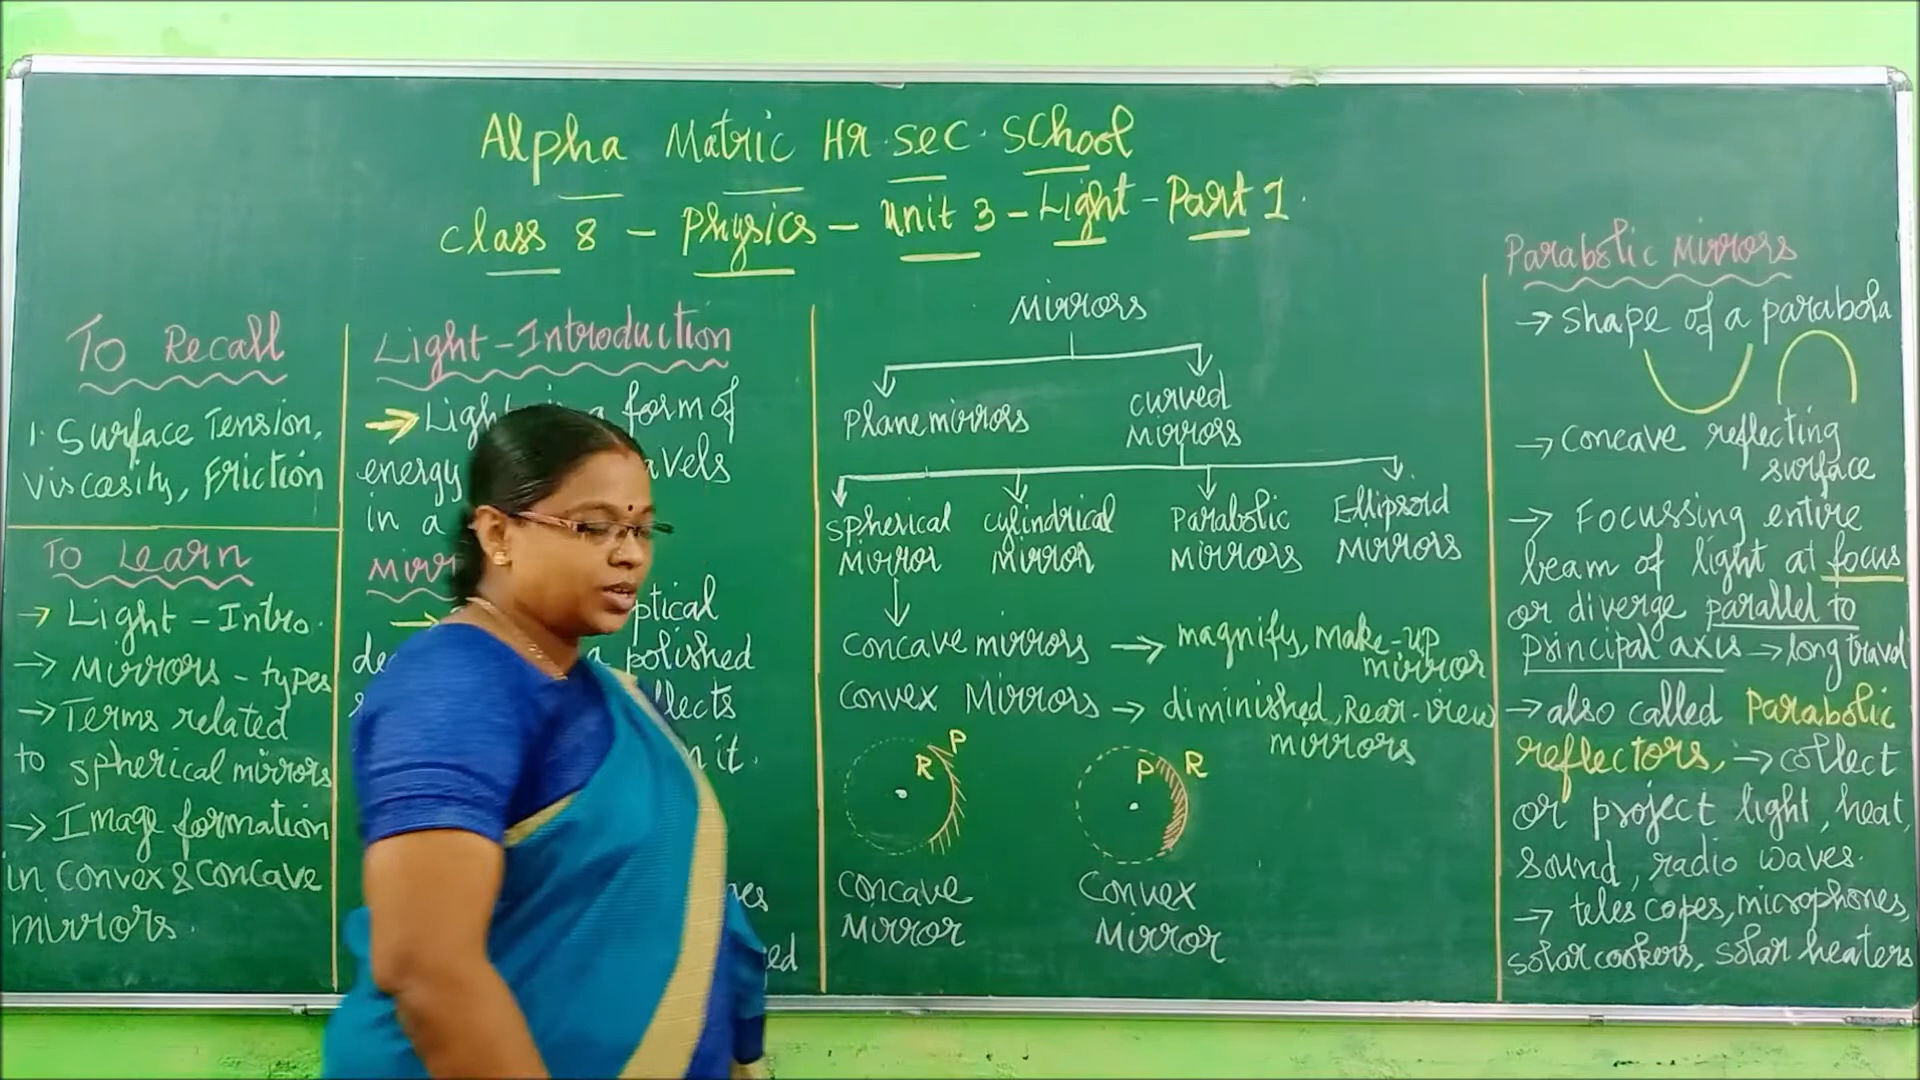 Alpha Matric Hr. Sec. School
Class 8 - Physics - Unit 3 - Light - Part 1.
To Recall
1. Surface Tension,
viscosity, Friction
To Learn
→ Light - Intro.
→ Mirrors - types
→ Terms related
to spherical mirrors
→ Image formation
in convex & concave
mirrors.
Light - Introduction
→ Light is a form of
energy
in a
ptical
polished
it.
Mirrors
Plane mirrors
curved
mirrors
Spherical
mirror
cylindrical
mirror
Parabolic
mirrors
Ellipsoid
mirrors
Concave mirrors → magnify, make-up
mirror
Convex Mirrors → diminished, Rear-view
mirrors
R P
P R
Concave
Mirror
Convex
Mirror
Parabolic mirrors
→ shape of a parabola
→ concave reflecting
surface
→ Focussing entire
beam of light at focus
or diverge parallel to
principal axis → long travel
→ also called Parabolic
reflectors, → collect
or project light, heat,
sound, radio waves.
→ teles copes, microphones,
solar cookers, solar heaters